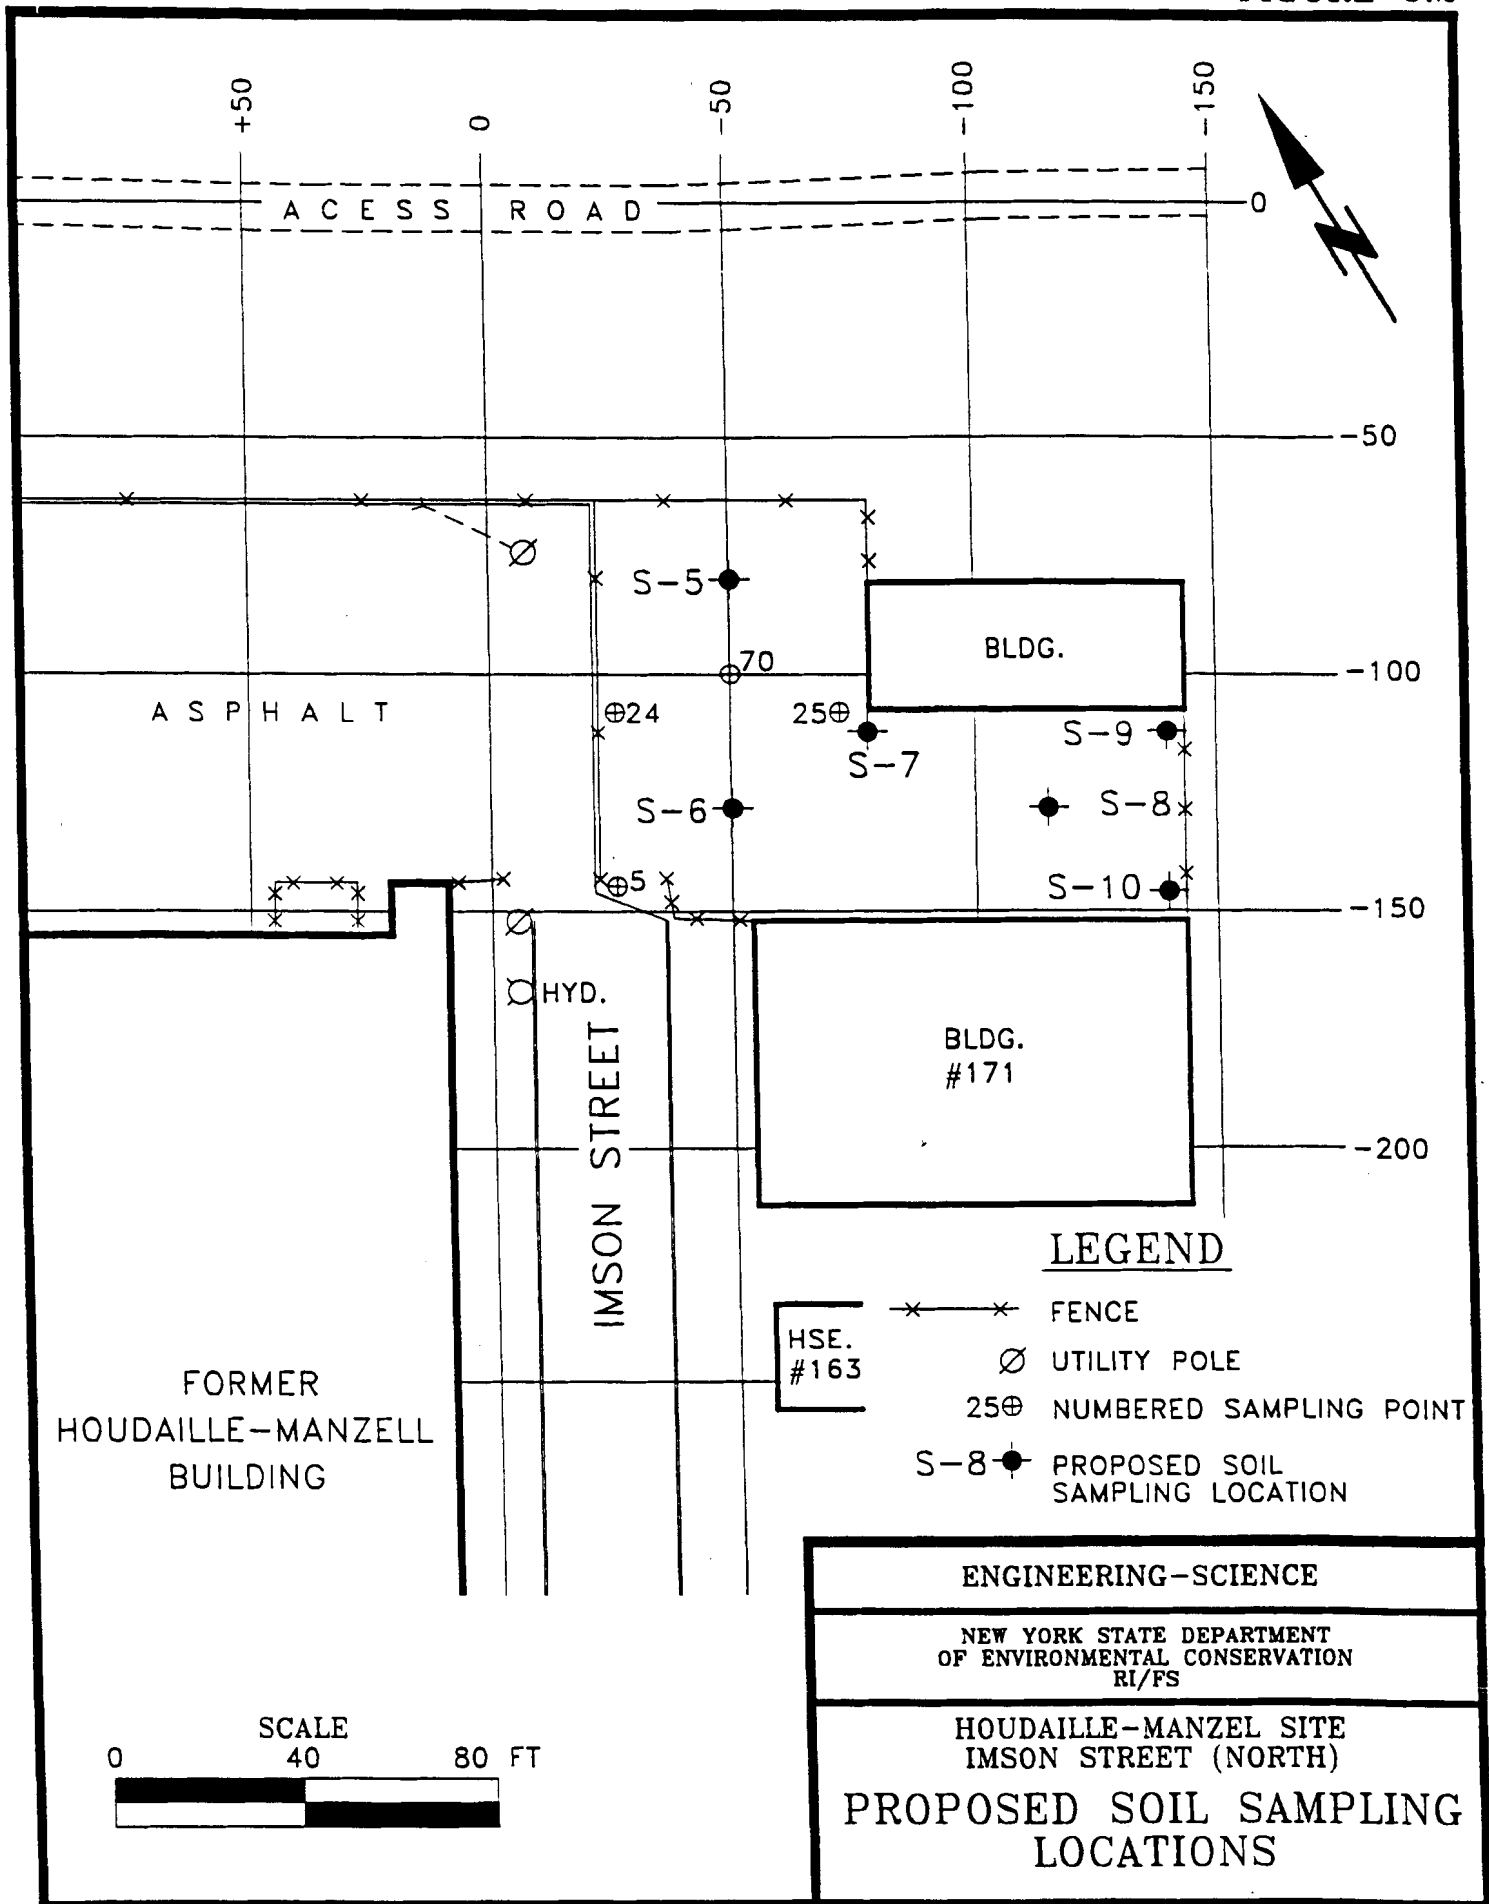 +50
0
-50
-100
-150
ACESS ROAD
0
-50
S-5
BLDG.
70
-100
ASPHALT
24
25
S-9
S-7
S-6
S-8
5
S-10
-150
HYD.
BLDG.
#171
IMSON STREET
-200
LEGEND
FENCE
HSE.
#163
UTILITY POLE
25 NUMBERED SAMPLING POINT
S-8 PROPOSED SOIL
SAMPLING LOCATION
FORMER
HOUDAILLE-MANZELL
BUILDING
ENGINEERING-SCIENCE
NEW YORK STATE DEPARTMENT
OF ENVIRONMENTAL CONSERVATION
RI/FS
SCALE
0 40 80 FT
HOUDAILLE-MANZEL SITE
IMSON STREET (NORTH)
PROPOSED SOIL SAMPLING
LOCATIONS